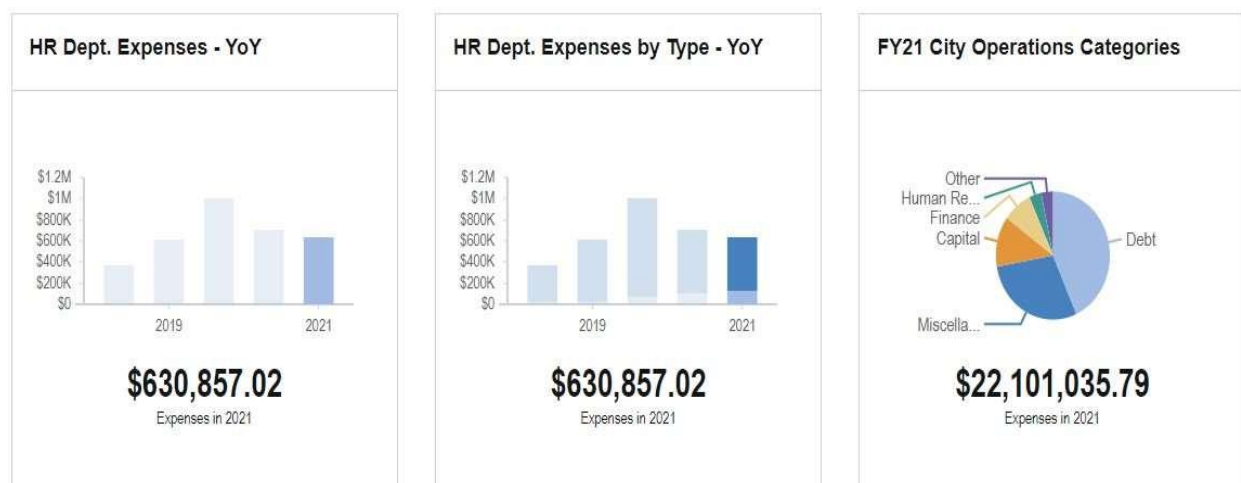 HR Dept. Expenses - YoY
$1.2M
$1M
$800K
$600K
$400K
$200K
$0
2019
2021
$630,857.02
Expenses in 2021
HR Dept. Expenses by Type - YoY
$1.2M
$1M
$800K
$600K
$400K
$200K
$0
2019
2021
$630,857.02
Expenses in 2021
FY21 City Operations Categories
Other
Human Re...
Finance
Capital
Debt
Miscella...
$22,101,035.79
Expenses in 2021